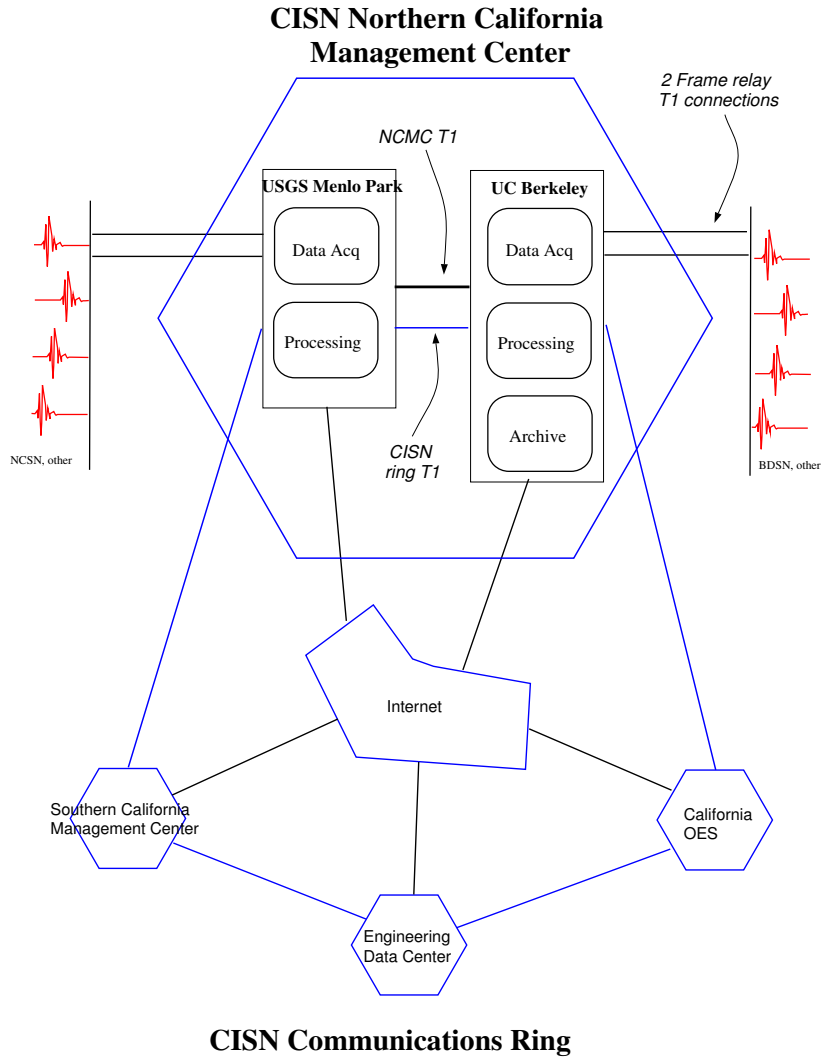 CISN Northern California
Management Center
2 Frame relay
T1 connections
NCMC T1
USGS Menlo Park
UC Berkeley
Data Acq
Data Acq
Processing
Processing
Archive
CISN
ring T1
NCSN, other
BDSN, other
Internet
Southern California
Management Center
California
OES
Engineering
Data Center
CISN Communications Ring